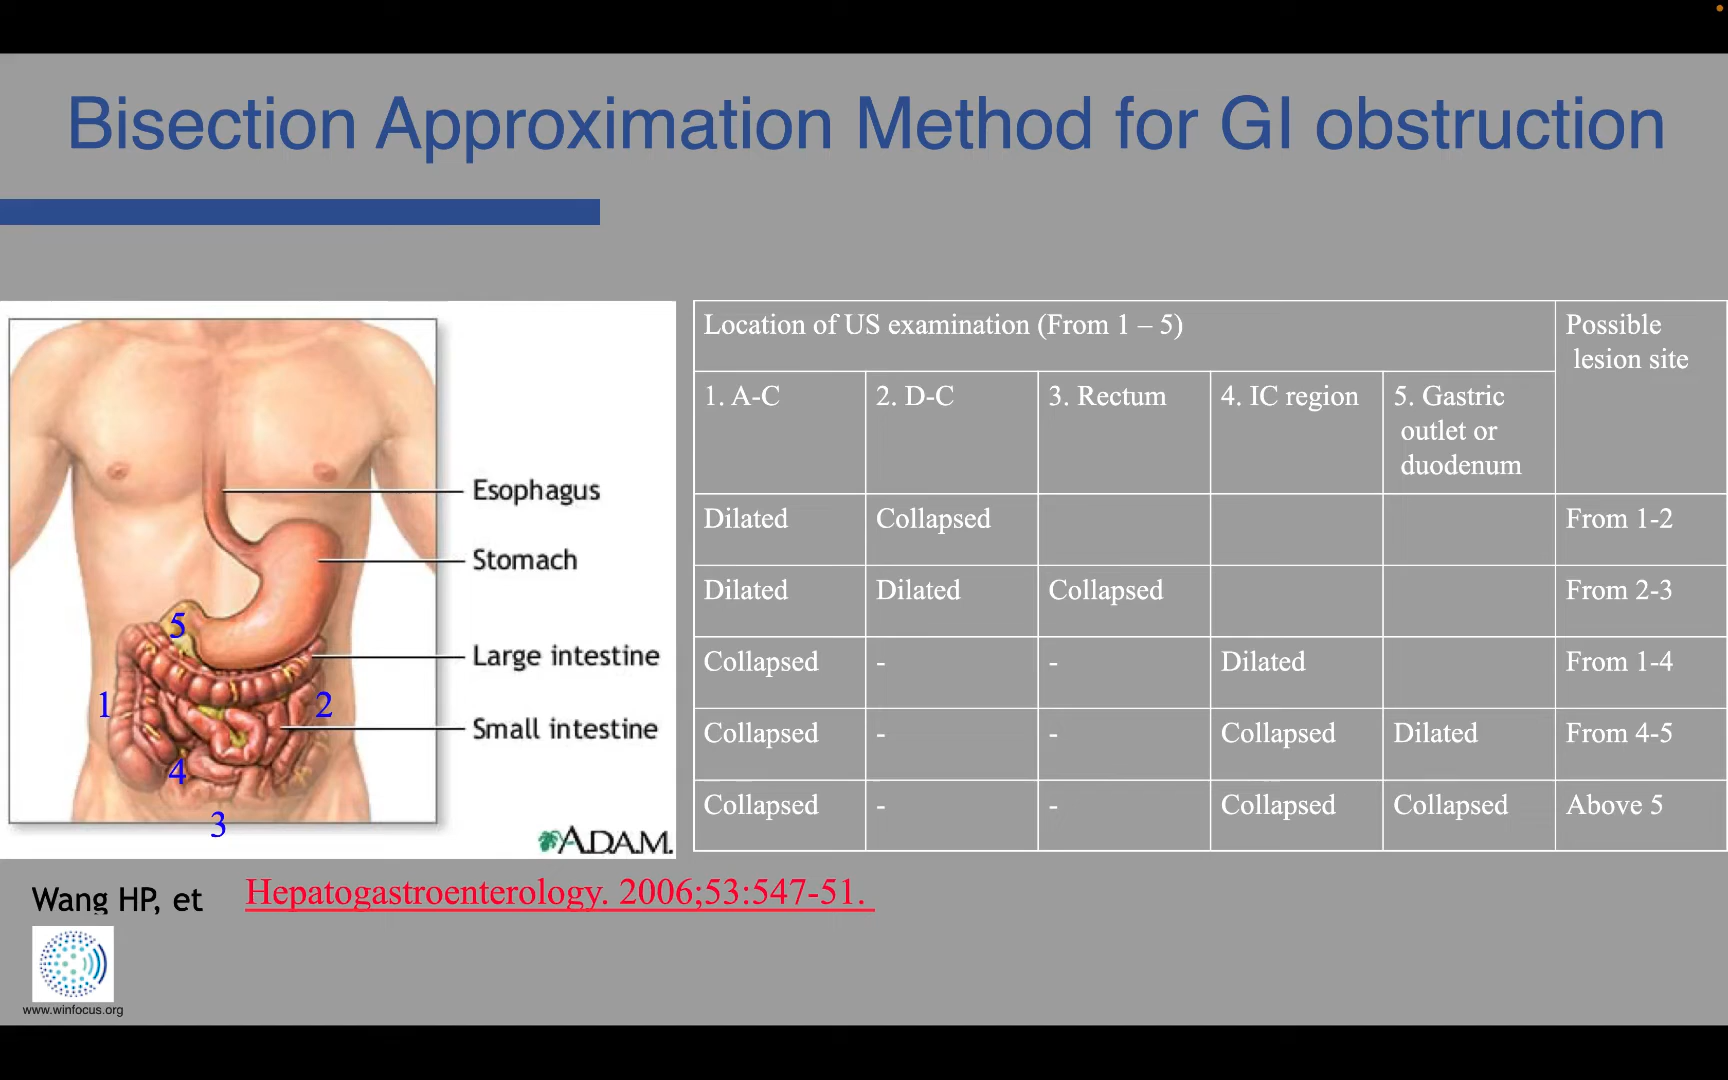 Bisection Approximation Method for GI obstruction
Esophagus
Stomach
Large intestine
Small intestine
5
1
2
4
3
A.D.A.M.
Location of US examination (From 1 – 5)
Possible
lesion site
1. A-C
2. D-C
3. Rectum
4. IC region
5. Gastric
outlet or
duodenum
Dilated Collapsed From 1-2
Dilated Dilated Collapsed From 2-3
Collapsed - - Dilated From 1-4
Collapsed - - Collapsed Dilated From 4-5
Collapsed - - Collapsed Collapsed Above 5
Wang HP, et
Hepatogastroenterology. 2006;53:547-51.
www.winfocus.org